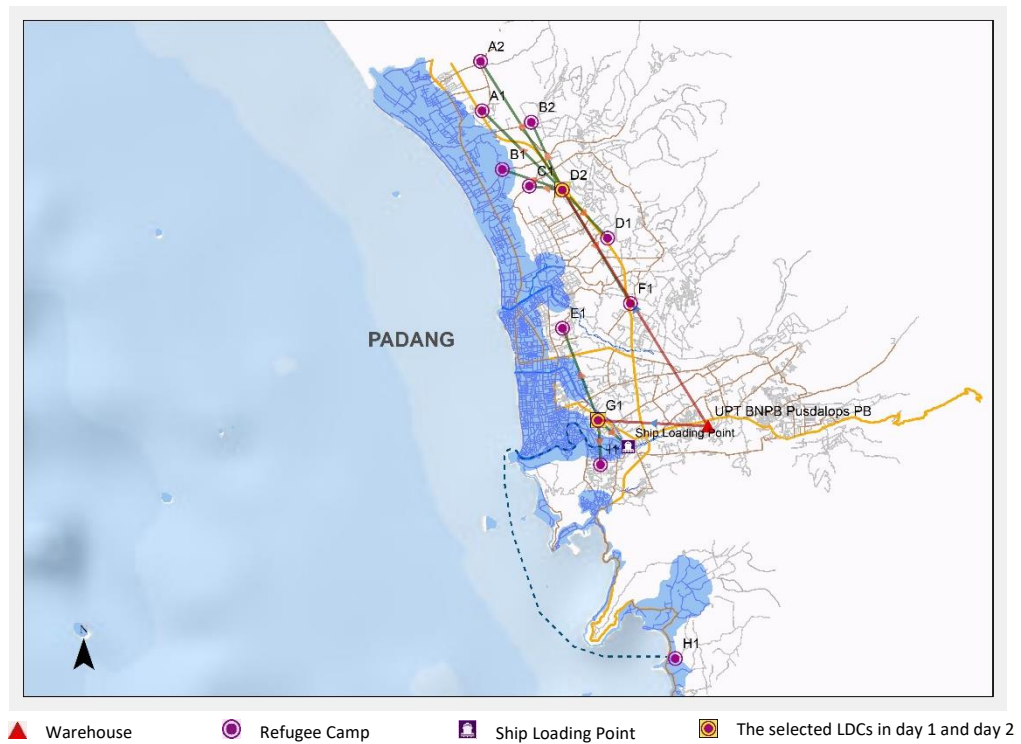 A2
A1
B2
B1
C1
D2
D1
F1
E1
PADANG
G1
UPT BNPB Pusdalops PB
Ship Loading Point
I1
H1
N
Warehouse
Refugee Camp
Ship Loading Point
The selected LDCs in day 1 and day 2